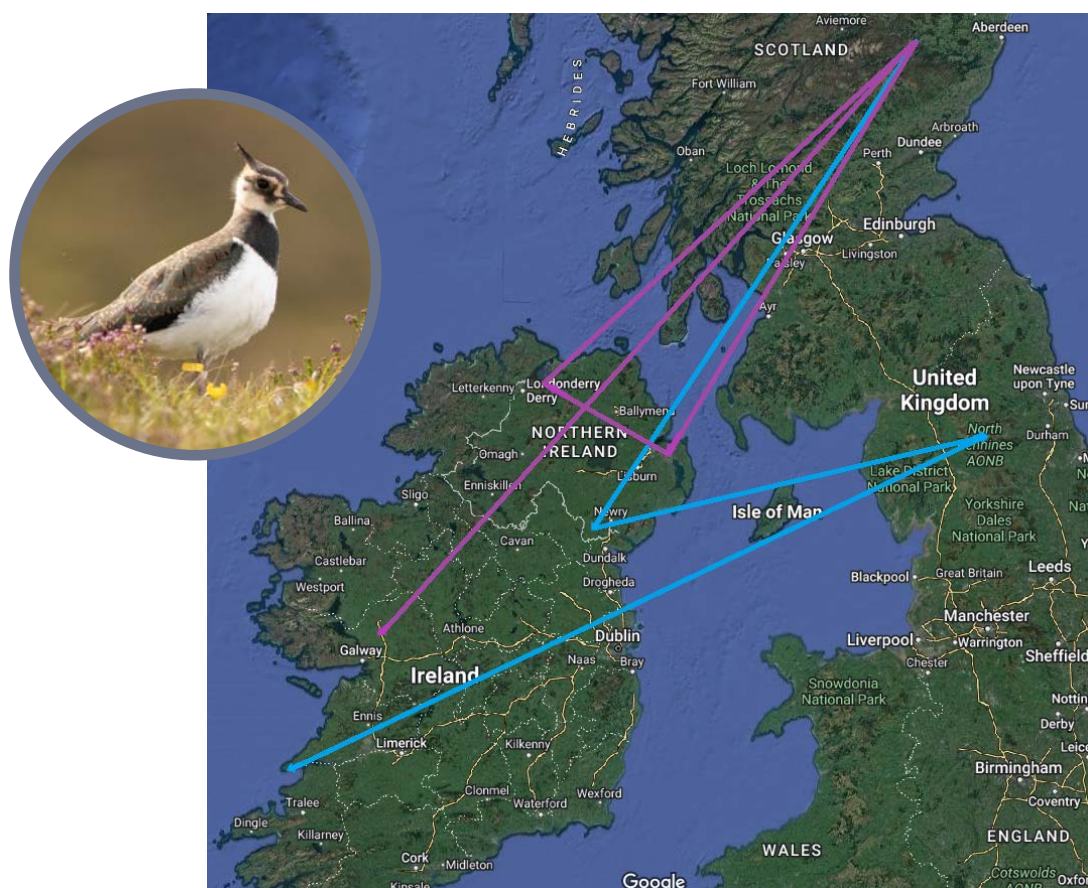 Aviemore
Aberdeen
SCOTLAND
Fort William
HEBRIDES
Arbroath
Dundee
Oban
Perth
Loch Lomond
& The
Trossachs
National Park
Edinburgh
Glasgow
Livingston
Paisley
Ayr
Letterkenny
Londonderry
Derry
Newcastle
upon Tyne
United
Kingdom
Ballymena
NORTHERN
IRELAND
Durham
North
Pennines
AONB
Omagh
Lisburn
Lake District
National Park
Enniskillen
Sligo
Newry
Isle of Man
Yorkshire
Dales
National Park
Ballina
Cavan
Dundalk
Castlebar
Drogheda
Westport
Blackpool
Great Britain
Leeds
Manchester
Athlone
Dublin
Liverpool
Warrington
Galway
Naas
Bray
Chester
Sheffield
Ireland
Snowdonia
National Park
Ennis
Derby
Limerick
Kilkenny
Birmingham
Clonmel
Wexford
Tralee
Waterford
Coventry
Dingle
Killarney
ENGLAND
WALES
Cork
Midleton
Cotswolds
Google